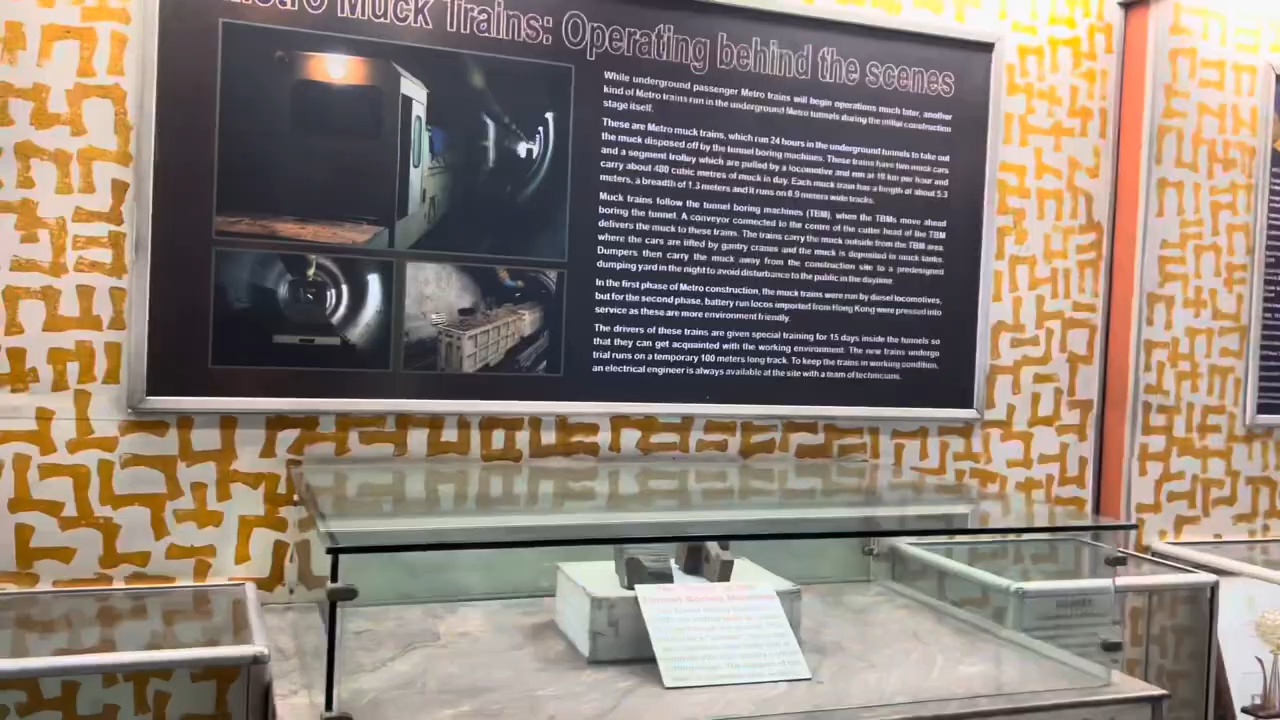 Metro Muck Trains: Operating behind the scenes
While underground passenger Metro trains will begin operations much later, another
kind of Metro trains run in the underground Metro tunnels during the initial construction
stage itself.
These are Metro muck trains, which run 24 hours in the underground tunnels to take out
the muck disposed off by the tunnel boring machines. These trains have two muck cars
and a segment trolley which are pulled by a locomotive and run at 10 km per hour and
carry about 480 cubic metres of muck in day. Each muck train has a length of about 5.3
meters, a breadth of 1.3 meters and it runs on 0.9 meters wide tracks.
Muck trains follow the tunnel boring machines (TBM), when the TBMs move ahead
boring the tunnel. A conveyor connected to the centre of the cutter head of the TBM
delivers the muck to these trains. The trains carry the muck outside from the TBM area
where the cars are lifted by gantry cranes and the muck is deposited in muck tanks.
Dumpers then carry the muck away from the construction site to a predesigned
dumping yard in the night to avoid disturbance to the public in the daytime.
In the first phase of Metro construction, the muck trains were run by diesel locomotives,
but for the second phase, battery run locos imported from Hong Kong were pressed into
service as these are more environment friendly.
The drivers of these trains are given special training for 15 days inside the tunnels so
that they can get acquainted with the working environment. The new trains undergo
trial runs on a temporary 100 meters long track. To keep the trains in working condition,
an electrical engineer is always available at the site with a team of technicians.